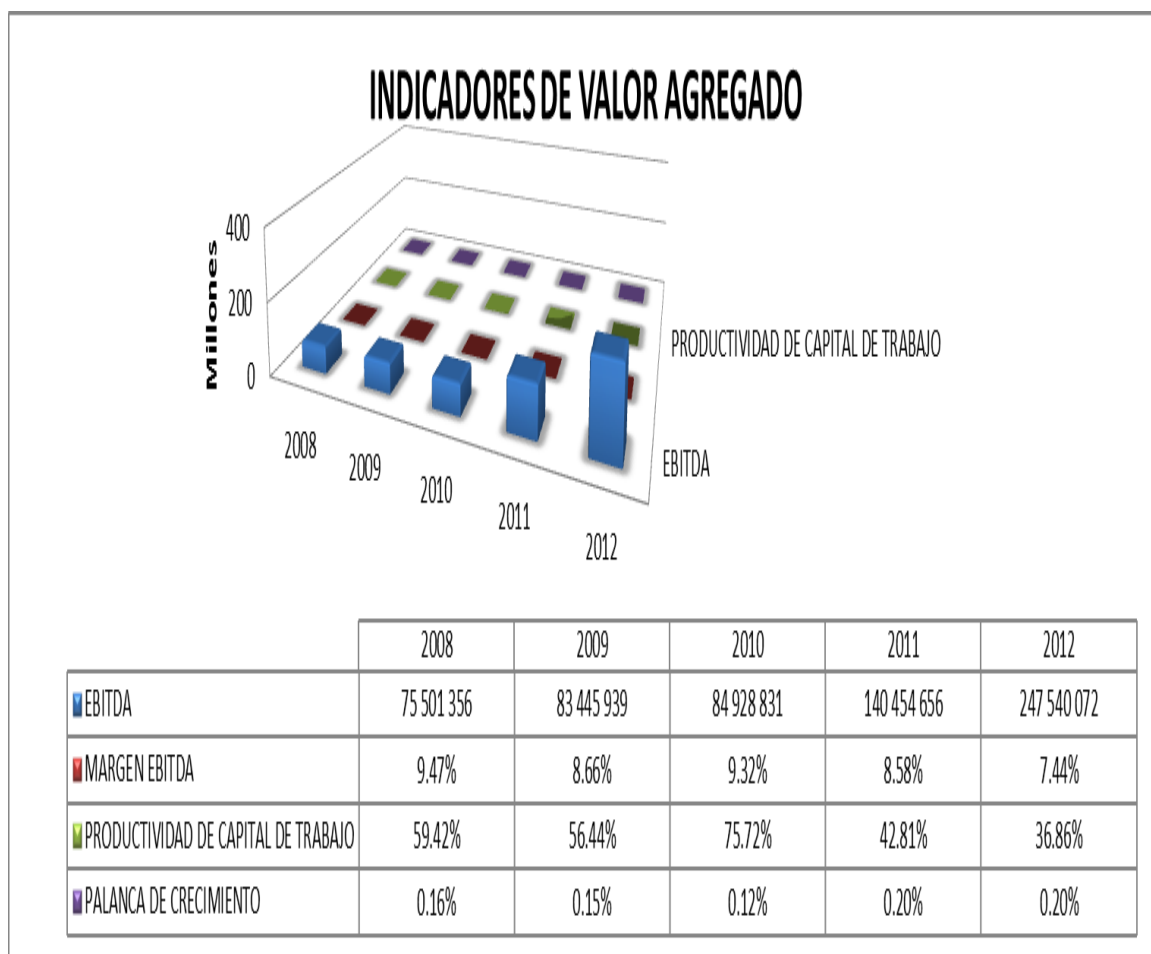 INDICADORES DE VALOR AGREGADO
Millones
400
200
0
2008
2009
2010
2011
2012
PRODUCTIVIDAD DE CAPITAL DE TRABAJO
EBITDA
2008 2009 2010 2011 2012
EBITDA 75 501 356 83 445 939 84 928 831 140 454 656 247 540 072
MARGEN EBITDA 9.47% 8.66% 9.32% 8.58% 7.44%
PRODUCTIVIDAD DE CAPITAL DE TRABAJO 59.42% 56.44% 75.72% 42.81% 36.86%
PALANCA DE CRECIMIENTO 0.16% 0.15% 0.12% 0.20% 0.20%